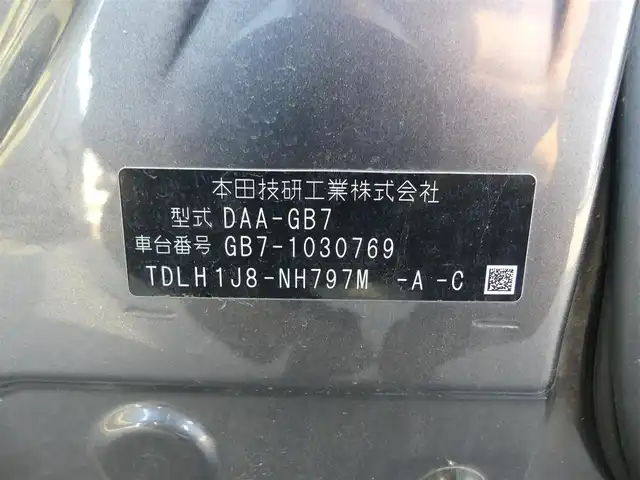 本田技研工業株式会社
型式 DAA-GB7
車台番号 GB7-1030769
TDLH1J8-NH797M -A -C